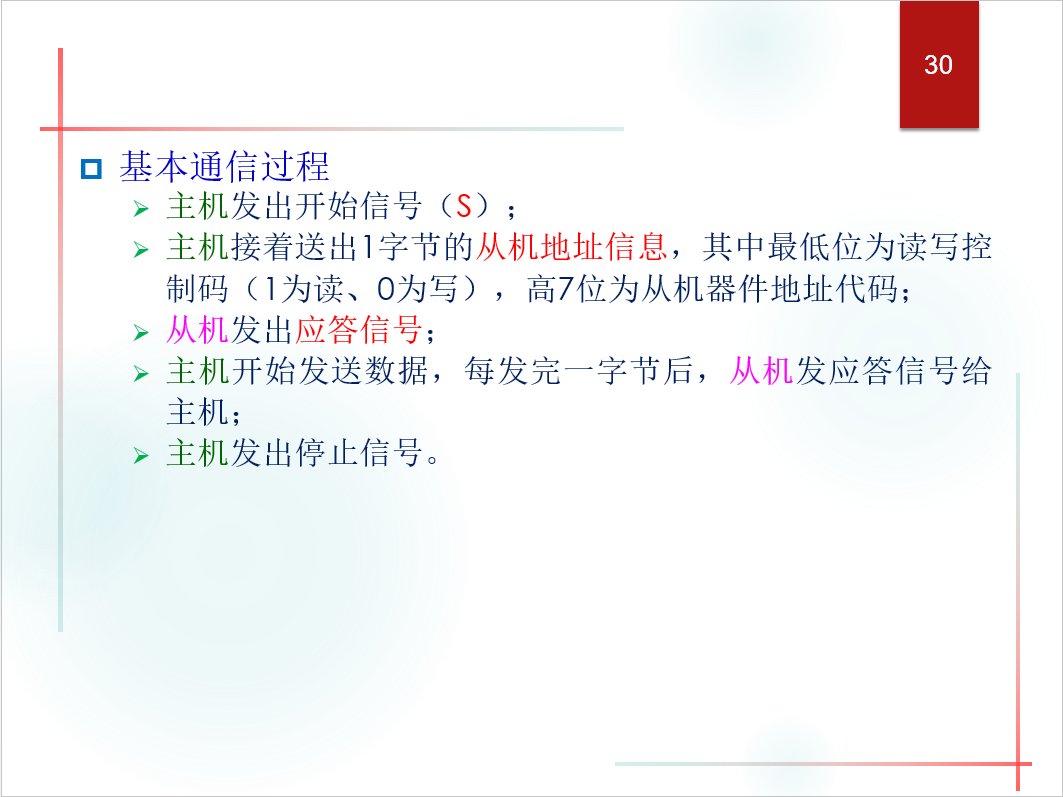 30
基本通信过程
主机发出开始信号（S）；
主机接着送出1字节的从机地址信息，其中最低位为读写控
制码（1为读、0为写），高7位为从机器件地址代码；
从机发出应答信号；
主机开始发送数据，每发完一字节后，从机发应答信号给
主机；
主机发出停止信号。